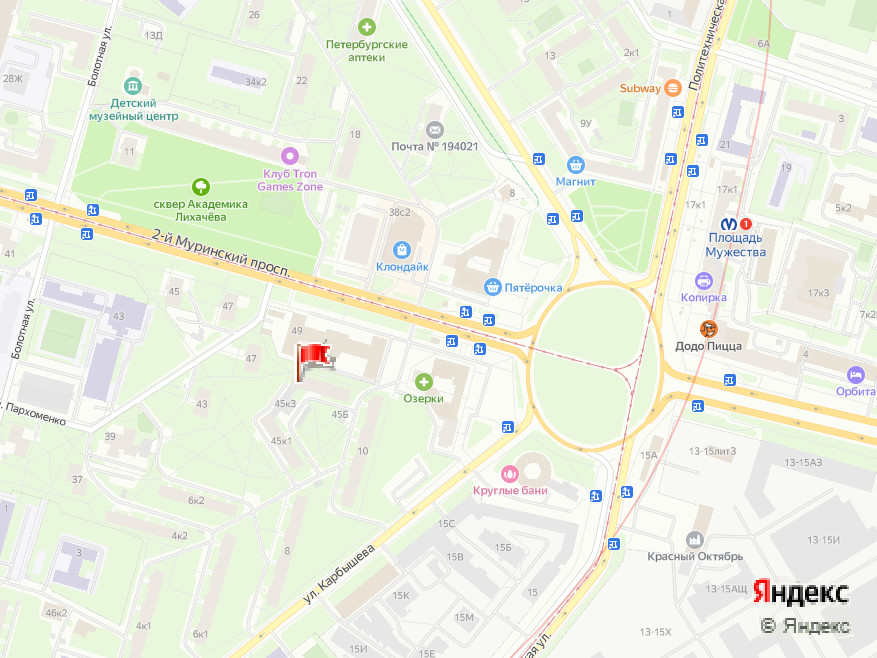 13Д
Болотная ул.
Петербургские
аптеки
13
2к1
6А
Политехническая
28Ж
34к2
22
Subway
Детский
музейный центр
18
Почта № 194021
9У
3
21
11
Клуб Tron
Games Zone
Магнит
19
сквер Академика
Лихачёва
8
17к1
38с2
17к1
5к2
1
2-й Муринский просп.
Площадь
Мужества
41
Клондайк
45
Пятёрочка
Копирка
17к3
47
43
7к2
49
Болотная ул.
Додо Пицца
4
47
Озерки
Орбита
43
45к3
45Б
Пархоменко
39
45к1
10
15А
13-15лит3
13-15А3
37
Круглые бани
6к2
1
15С
4к2
13-15И
3
8
15Б
15В
Красный Октябрь
ул. Карбышева
13-15АЩ
15
Яндекс
46к2
4к1
15К
© Яндекс
6к1
15М
13-15Х
15И
15Е
ная ул.